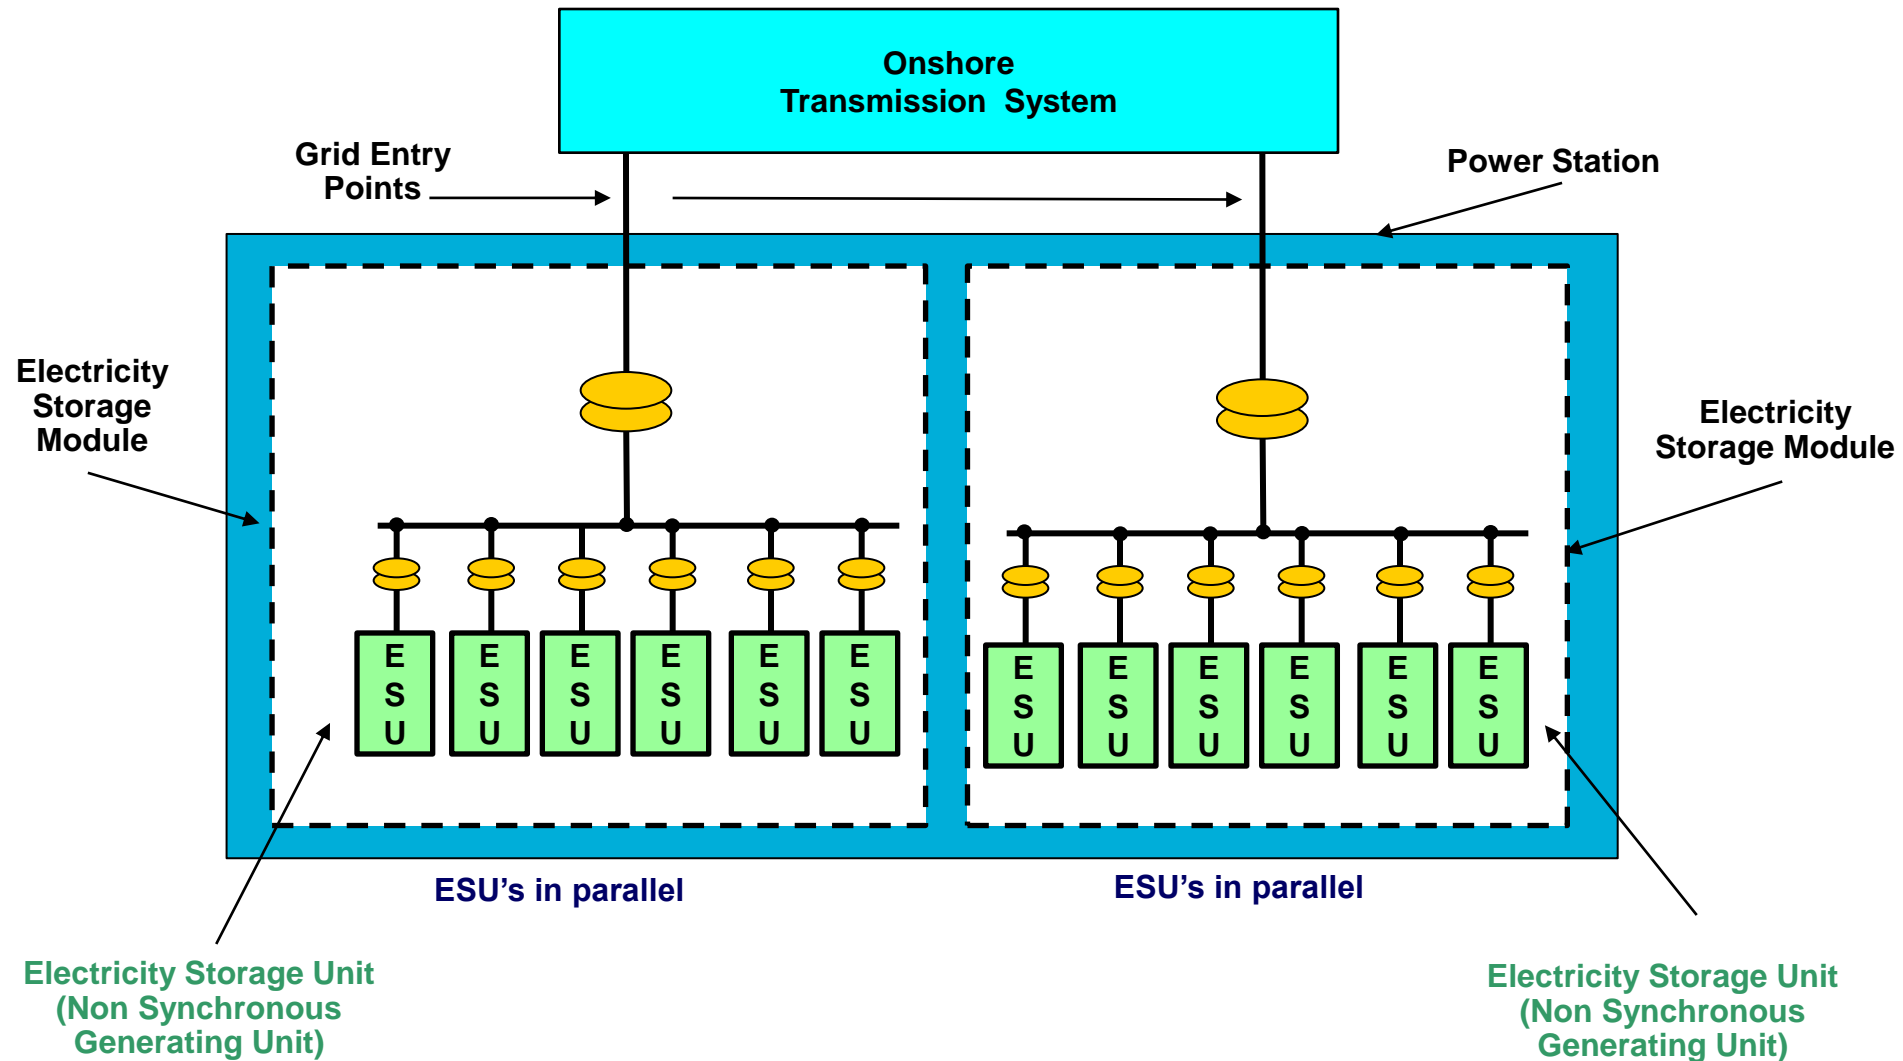 Onshore
Transmission System
Grid Entry
Points
Power Station
Electricity
Storage
Module
Electricity
Storage Module
E
S
U
E
S
U
E
S
U
E
S
U
E
S
U
E
S
U
E
S
U
E
S
U
E
S
U
E
S
U
E
S
U
E
S
U
ESU’s in parallel
ESU’s in parallel
Electricity Storage Unit
(Non Synchronous
Generating Unit)
Electricity Storage Unit
(Non Synchronous
Generating Unit)